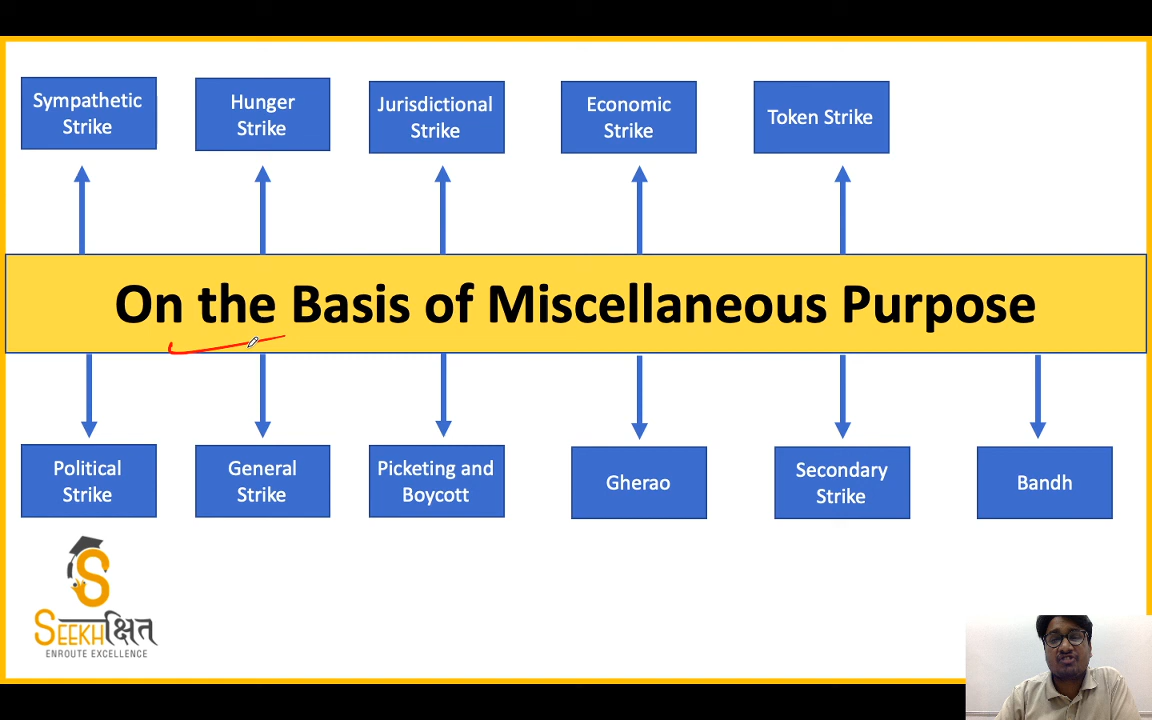 Sympathetic
Strike
Hunger
Strike
Jurisdictional
Strike
Economic
Strike
Token Strike
On the Basis of Miscellaneous Purpose
Political
Strike
General
Strike
Picketing and
Boycott
Gherao
Secondary
Strike
Bandh
S
SEEKHक्षित
ENROUTE EXCELLENCE